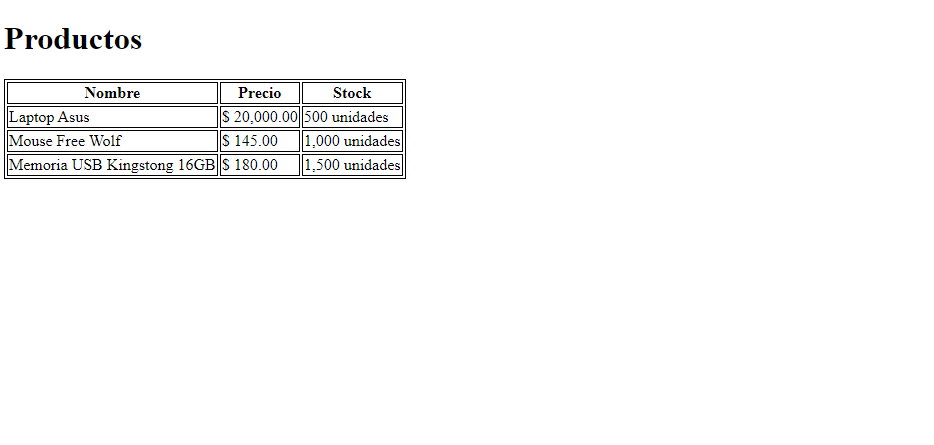 Productos
Nombre Precio Stock
Laptop Asus $ 20,000.00 500 unidades
Mouse Free Wolf $ 145.00 1,000 unidades
Memoria USB Kingstong 16GB $ 180.00 1,500 unidades